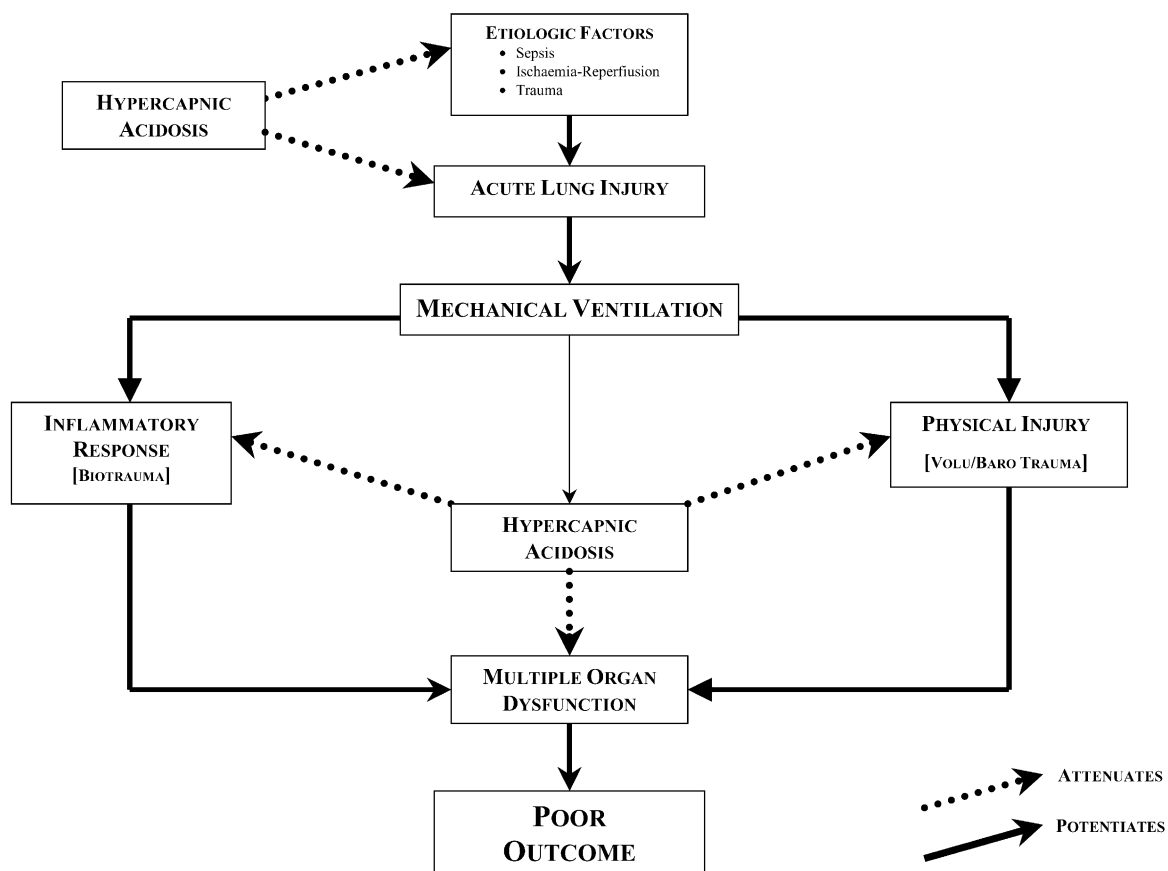 ETIOLOGIC FACTORS
• Sepsis
• Ischaemia-Reperfiusion
• Trauma
HYPERCAPNIC
ACIDOSIS
ACUTE LUNG INJURY
MECHANICAL VENTILATION
INFLAMMATORY
RESPONSE
[BIOTRAUMA]
PHYSICAL INJURY
[VOLU/BARO TRAUMA]
HYPERCAPNIC
ACIDOSIS
MULTIPLE ORGAN
DYSFUNCTION
ATTENUATES
POTENTIATES
POOR
OUTCOME